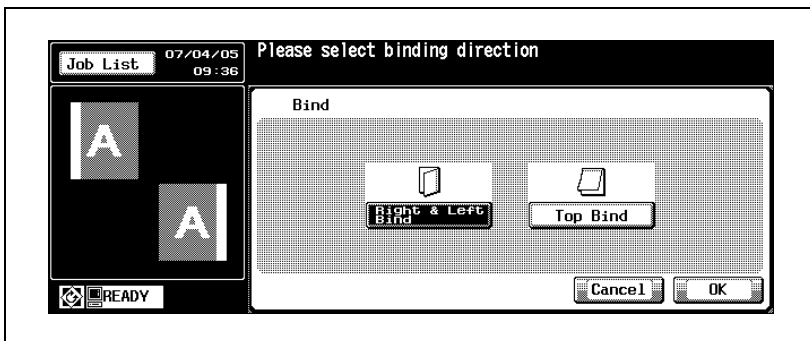 Job List
07/04/05
09:36
Please select binding direction
Bind
A
A
Right & Left
Bind
Top Bind
READY
Cancel
OK